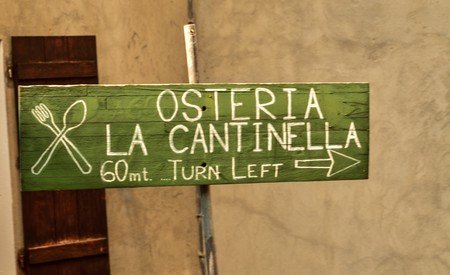 OSTERIA
LA CANTINELLA
60mt. ...TURN LEFT